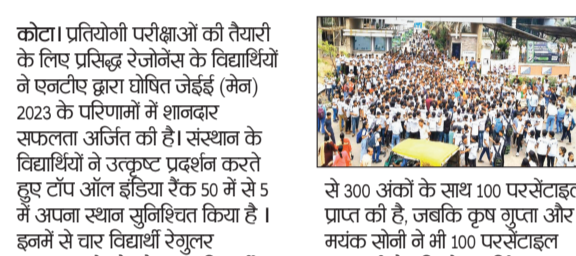 कोटा। प्रतियोगी परीक्षाओं की तैयारी
के लिए प्रसिद्ध रेजोनेंस के विद्यार्थियों
ने एनटीए द्वारा घोषित जेईई (मेन)
2023 के परिणामों में शानदार
सफलता अर्जित की है। संस्थान के
विद्यार्थियों ने उत्कृष्ट प्रदर्शन करते
हुए टॉप ऑल इंडिया रैंक 50 में से 5
में अपना स्थान सुनिश्चित किया है ।
इनमें से चार विद्यार्थी रेगुलर
से 300 अंकों के साथ 100 परसेंटाइल
प्राप्त की है, जबकि कृष गुप्ता और
मयंक सोनी ने भी 100 परसेंटाइल